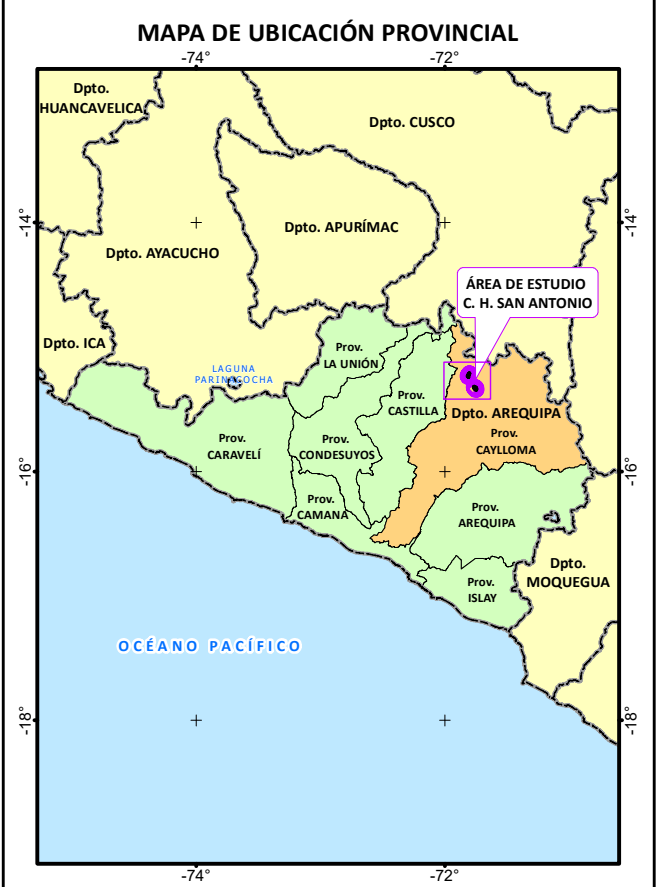 MAPA DE UBICACIÓN PROVINCIAL
-74°
-72°
Dpto.
HUANCAVELICA
Dpto. CUSCO
-14°
-14°
Dpto. APURÍMAC
Dpto. AYACUCHO
ÁREA DE ESTUDIO
C. H. SAN ANTONIO
Dpto. ICA
Prov.
LA UNIÓN
LAGUNA
PARINACOCHA
Prov.
CASTILLA
Dpto. AREQUIPA
Prov.
CAYLLOMA
Prov.
CARAVELÍ
Prov.
CONDESUYOS
-16°
-16°
Prov.
CAMANÁ
Prov.
AREQUIPA
Dpto.
MOQUEGUA
Prov.
ISLAY
OCÉANO PACÍFICO
-18°
-18°
-74°
-72°